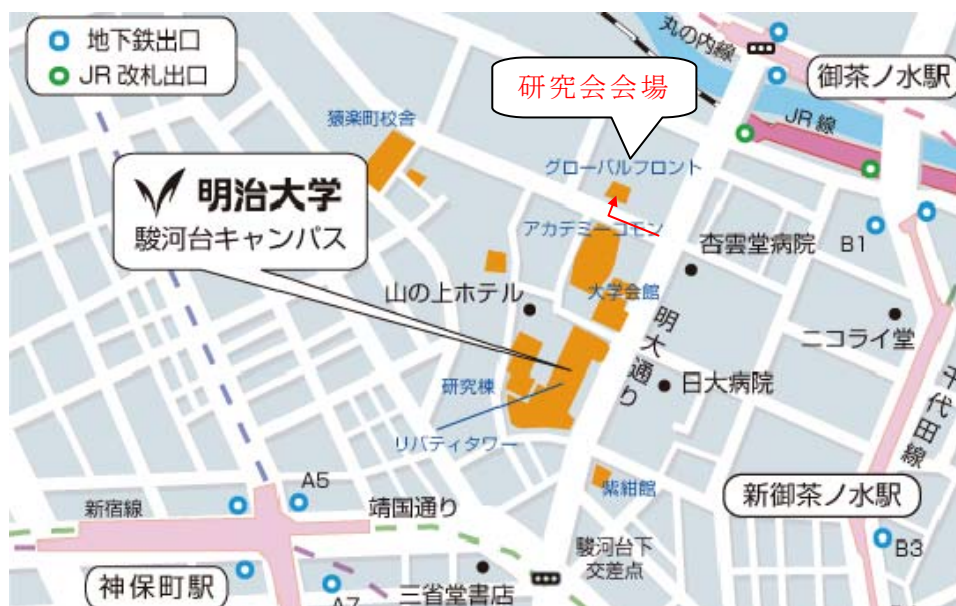 地下鉄出口
JR改札出口
丸の内線
御茶ノ水駅
研究会会場
JR線
猿楽町校舎
グローバルフロント
明治大学
駿河台キャンパス
アカデミーコモン
杏雲堂病院
B1
山の上ホテル
大学会館
明大通り
ニコライ堂
研究棟
日大病院
千代田線
リバティタワー
A5
紫紺館
新御茶ノ水駅
新宿線
靖国通り
駿河台下
交差点
B3
神保町駅
A7
三省堂書店